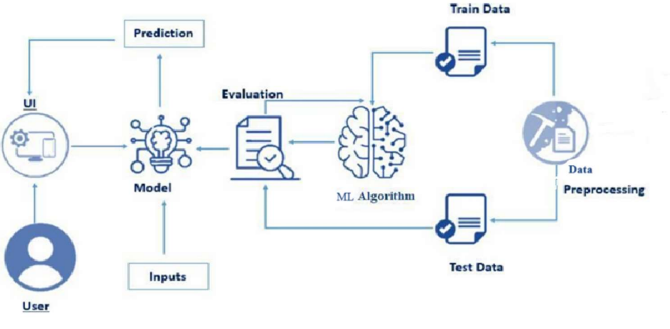 Train Data
Prediction
Evaluation
UI
Model
ML Algorithm
Data
Preprocessing
Inputs
Test Data
User